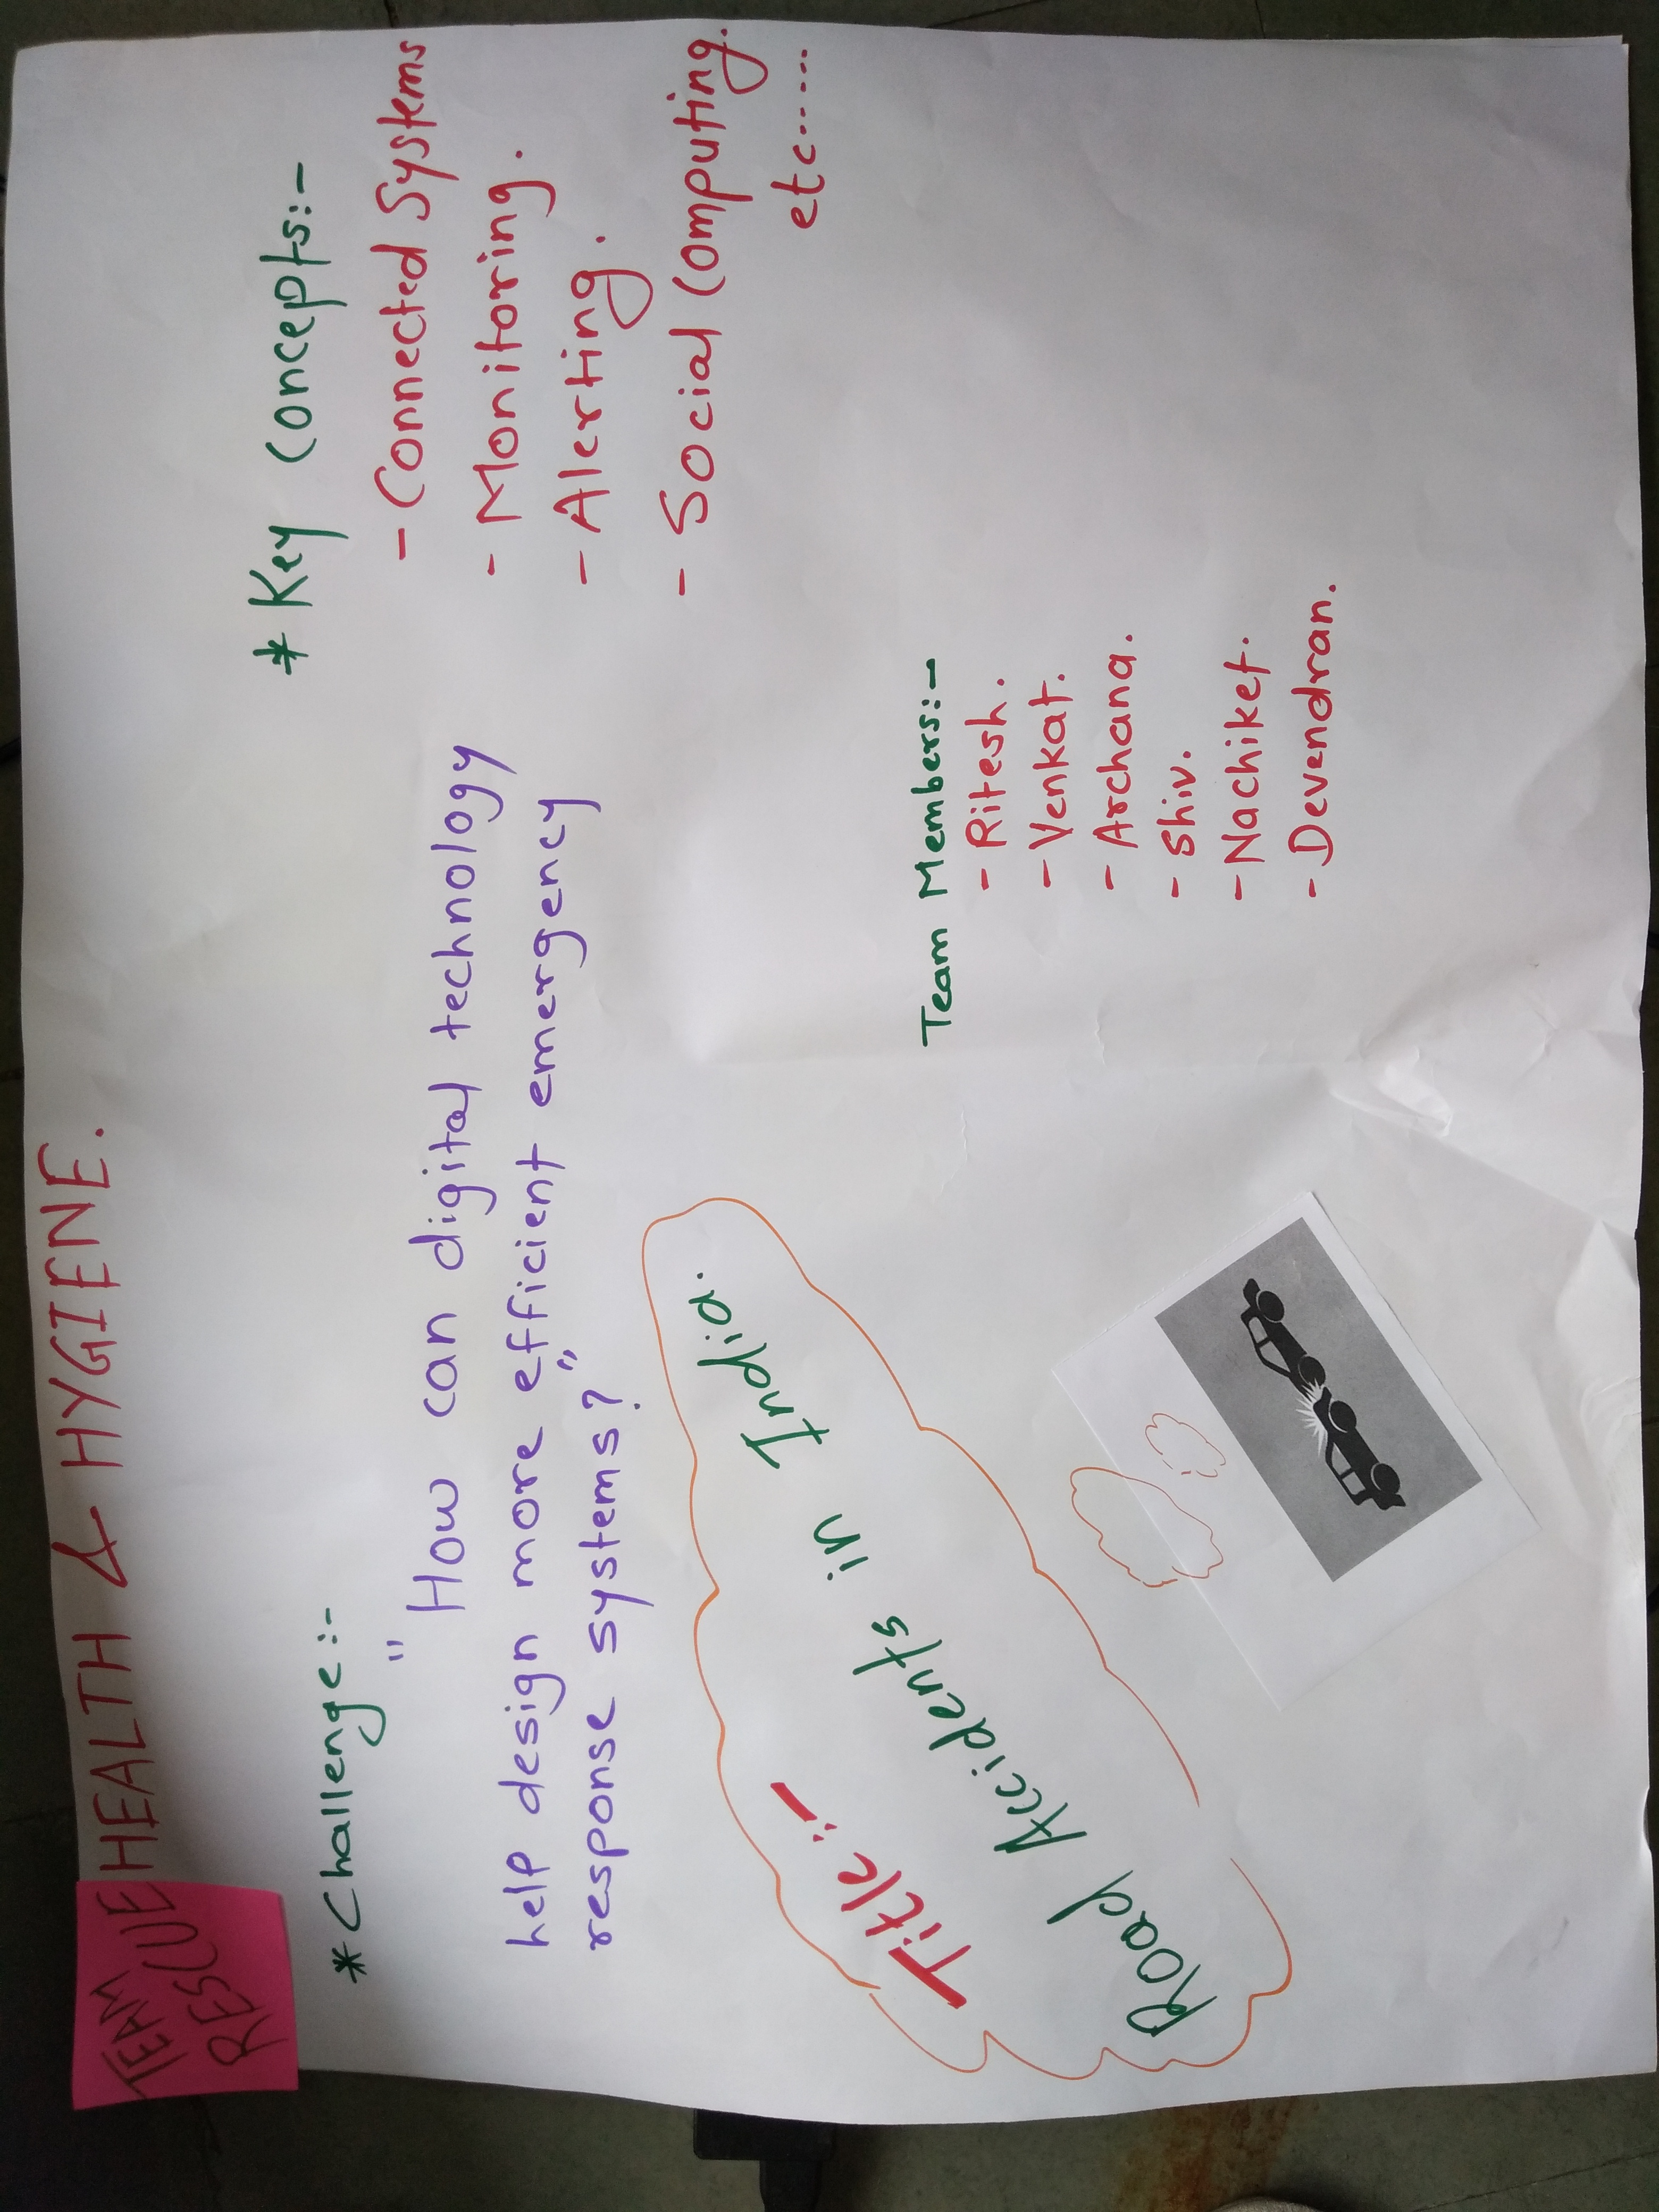 TEAM
RESCUE
HEALTH & HYGIENE.
* Challenge:-
" How can digital technology
help design more efficient emergency
response systems? "
* Key Concepts:-
- Connected Systems
- Monitoring.
- Alerting.
- Social Computing.
etc.....
Title:-
Road Accidents in India.
Team Members:-
- Ritesh.
- Venkat.
- Archana.
- Shiv.
- Nachiket.
- Devendran.